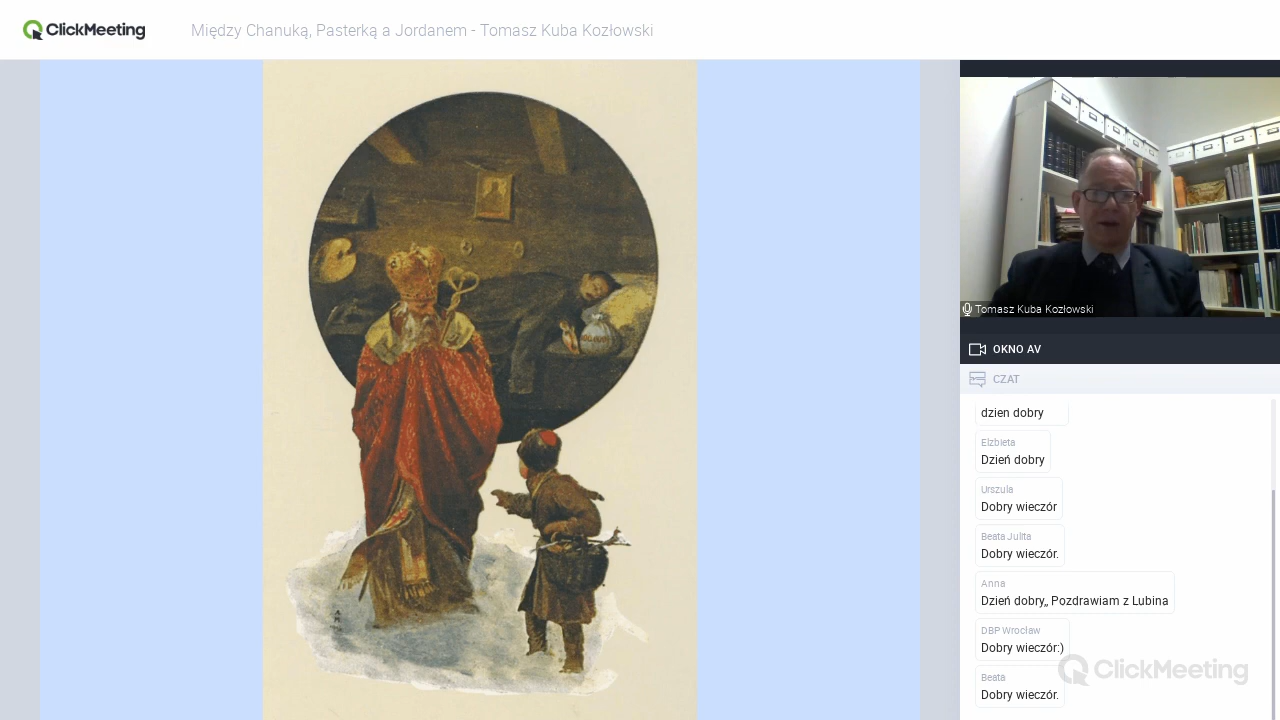 ClickMeeting
Między Chanuką, Pasterką a Jordanem - Tomasz Kuba Kozłowski
Tomasz Kuba Kozłowski
OKNO AV
CZAT
dzien dobry
Elzbieta
Dzień dobry
Urszula
Dobry wieczór
Beata Julita
Dobry wieczór.
Anna
Dzień dobry,, Pozdrawiam z Lubina
DBP Wrocław
Dobry wieczór:)
Beata
Dobry wieczór.
ClickMeeting